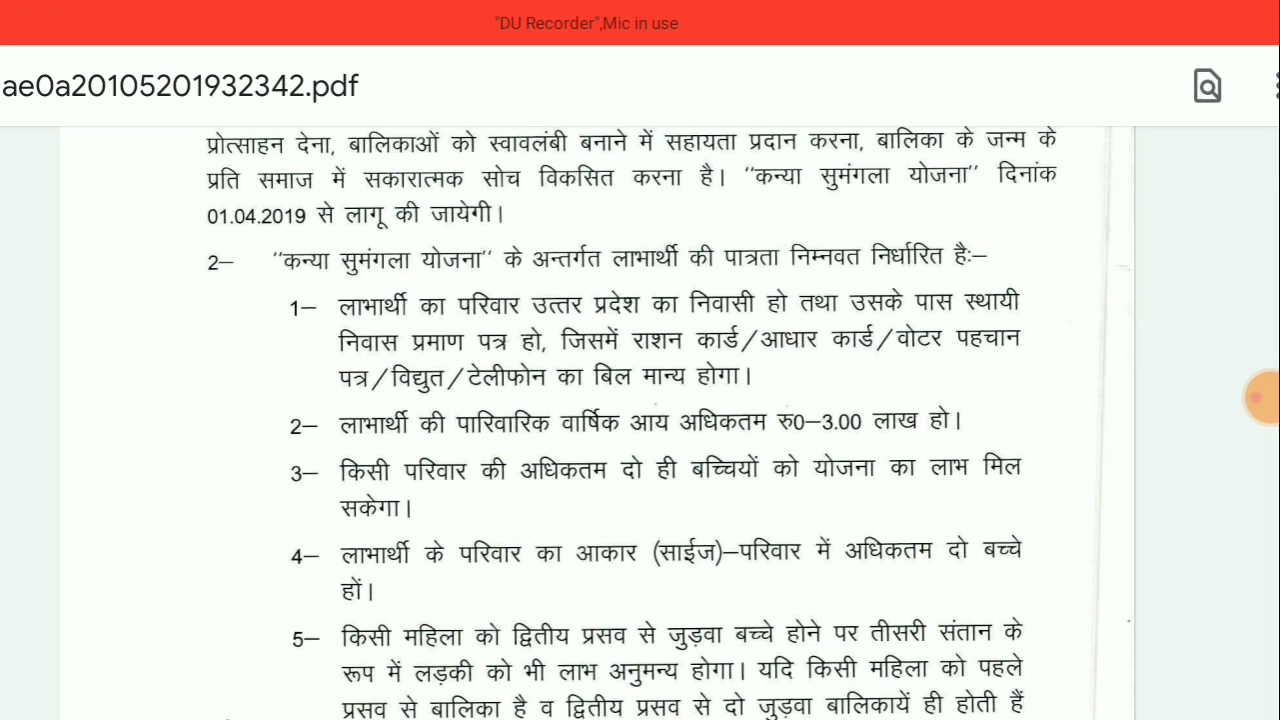 "DU Recorder",Mic in use
ae0a20105201932342.pdf
प्रोत्साहन देना, बालिकाओं को स्वावलंबी बनाने में सहायता प्रदान करना, बालिका के जन्म के
प्रति समाज में सकारात्मक सोच विकसित करना है। ''कन्या सुमंगला योजना'' दिनांक
01.04.2019 से लागू की जायेगी।
2– ''कन्या सुमंगला योजना'' के अन्तर्गत लाभार्थी की पात्रता निम्नवत निर्धारित है:–
1– लाभार्थी का परिवार उत्तर प्रदेश का निवासी हो तथा उसके पास स्थायी
निवास प्रमाण पत्र हो, जिसमें राशन कार्ड/आधार कार्ड/वोटर पहचान
पत्र/विद्युत/टेलीफोन का बिल मान्य होगा।
2– लाभार्थी की पारिवारिक वार्षिक आय अधिकतम रु0–3.00 लाख हो।
3– किसी परिवार की अधिकतम दो ही बच्चियों को योजना का लाभ मिल
सकेगा।
4– लाभार्थी के परिवार का आकार (साईज)–परिवार में अधिकतम दो बच्चे
हों।
5– किसी महिला को द्वितीय प्रसव से जुड़वा बच्चे होने पर तीसरी संतान के
रूप में लड़की को भी लाभ अनुमन्य होगा। यदि किसी महिला को पहले
प्रसव से बालिका है व द्वितीय प्रसव से दो जुड़वा बालिकायें ही होती हैं